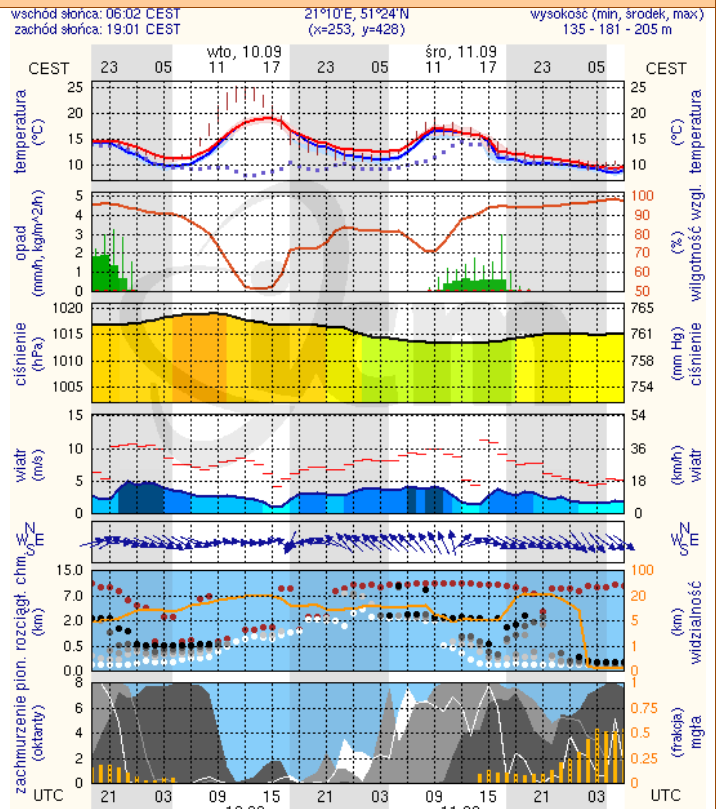 wschód słońca: 06:02 CEST 21°10'E, 51°24'N wysokość (min, środek, max)
zachód słońca: 19:01 CEST (x=253, y=428) 135 - 181 - 205 m
wto, 10.09 śro, 11.09
CEST 23 05 11 17 23 05 11 17 23 05 CEST
temperatura
(°C)
25
20
15
10
25
20
15
10
(°C)
temperatura
opad
(mm/h, kg/m^2/h)
5
4
3
2
1
0
100
90
80
70
60
50
(%)
wilgotność wzgl.
ciśnienie
(hPa)
1020
1015
1010
1005
765
761
758
754
(mm Hg)
ciśnienie
wiatr
(m/s)
15
10
5
0
54
36
18
0
(km/h)
wiatr
N
W E
S
N
W E
S
pion. rozciągł. chm.
(km)
15.0
7.0
2.0
0.5
0.0
100
20
5
1
0
(km)
widzialność
zachmurzenie
(oktanty)
8
6
4
2
0
1
0.75
0.5
0.25
0
(frakcja)
mgła
UTC 21 03 09 15 21 03 09 15 21 03 UTC